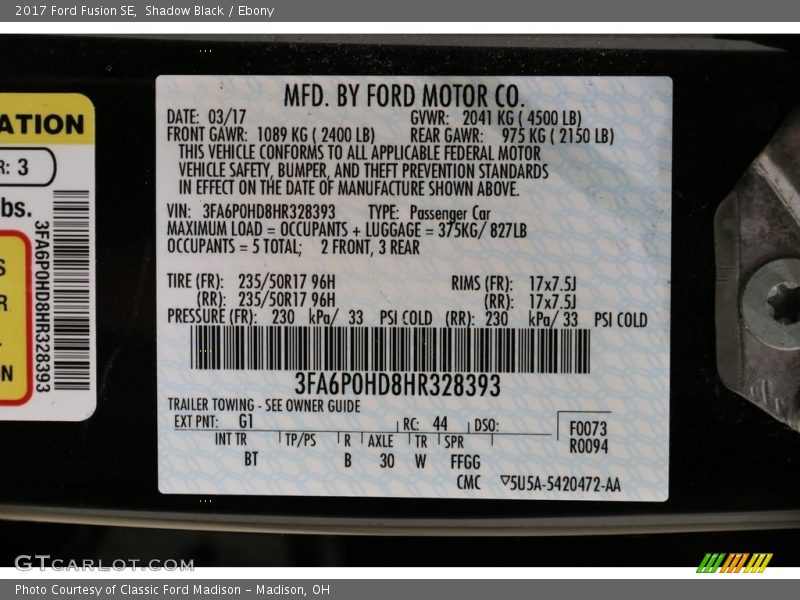 2017 Ford Fusion SE, Shadow Black / Ebony
MFD. BY FORD MOTOR CO.
DATE: 03/17 GVWR: 2041 KG ( 4500 LB)
FRONT GAWR: 1089 KG ( 2400 LB) REAR GAWR: 975 KG ( 2150 LB)
THIS VEHICLE CONFORMS TO ALL APPLICABLE FEDERAL MOTOR
VEHICLE SAFETY, BUMPER, AND THEFT PREVENTION STANDARDS
IN EFFECT ON THE DATE OF MANUFACTURE SHOWN ABOVE.
VIN: 3FA6P0HD8HR328393 TYPE: Passenger Car
MAXIMUM LOAD = OCCUPANTS + LUGGAGE = 375KG/ 827LB
OCCUPANTS = 5 TOTAL; 2 FRONT, 3 REAR
TIRE (FR): 235/50R17 96H RIMS (FR): 17x7.5J
(RR): 235/50R17 96H (RR): 17x7.5J
PRESSURE (FR): 230 kPa/ 33 PSI COLD (RR): 230 kPa/ 33 PSI COLD
3FA6P0HD8HR328393
TRAILER TOWING - SEE OWNER GUIDE
EXT PNT: G1 RC: 44 DSO: F0073
INT TR TP/PS R AXLE TR SPR R0094
BT B 30 W FFGG
CMC ▽5U5A-5420472-AA
ATION
R: 3
bs.
S
R
N
3FA6P0HD8HR328393
GTCARLOT.COM
Photo Courtesy of Classic Ford Madison - Madison, OH